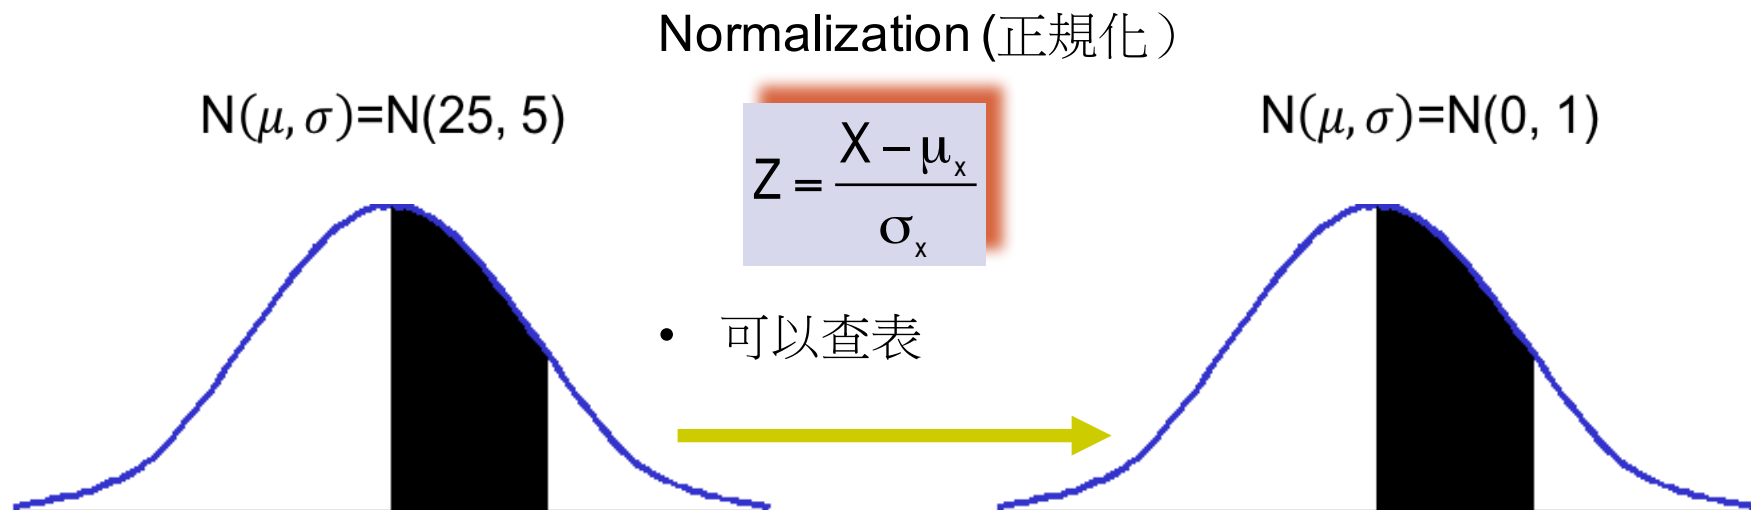 Normalization (正規化）
N(μ, σ)=N(25, 5)
Z = (X − μₓ) / σₓ
N(μ, σ)=N(0, 1)
• 可以查表